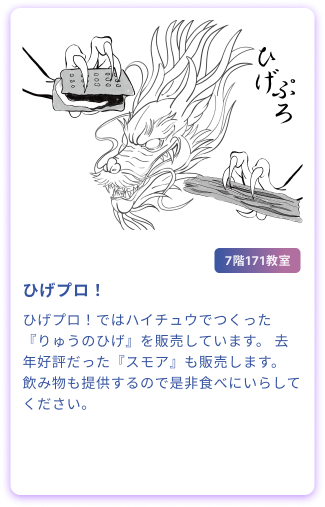 ひげ
ぷろ
7階171教室
ひげプロ！
ひげプロ！ではハイチュウでつくった
『りゅうのひげ』を販売しています。 去
年好評だった『スモア』も販売します。
飲み物も提供するので是非食べにいらして
ください。